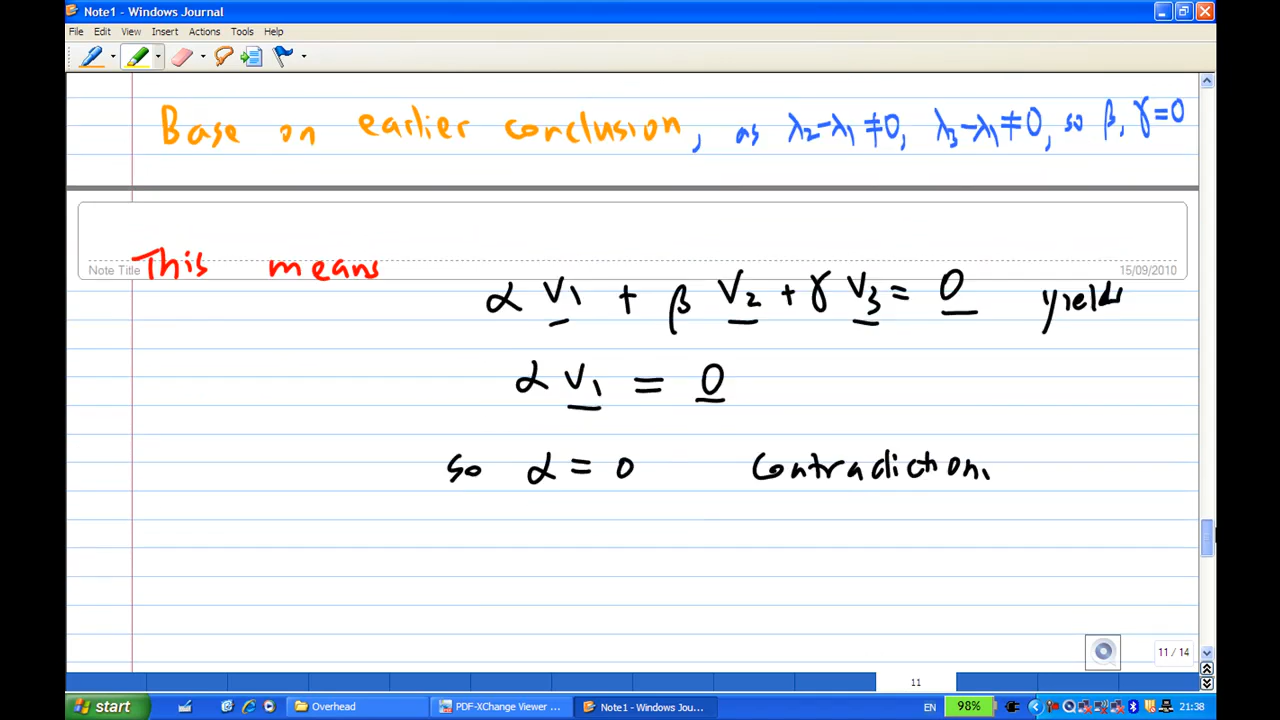 Note1 - Windows Journal
File Edit View Insert Actions Tools Help
Base on earlier conclusion, as λ2-λ1≠0, λ3-λ1≠0, so β, γ=0
This means
Note Title 15/09/2010
α v1 + β v2 + γ v3 = 0 yields
α v1 = 0
so α = 0 contradiction.
11 / 14
11
start Overhead PDF-XChange Viewer ... Note1 - Windows Jou... EN 98% 21:38